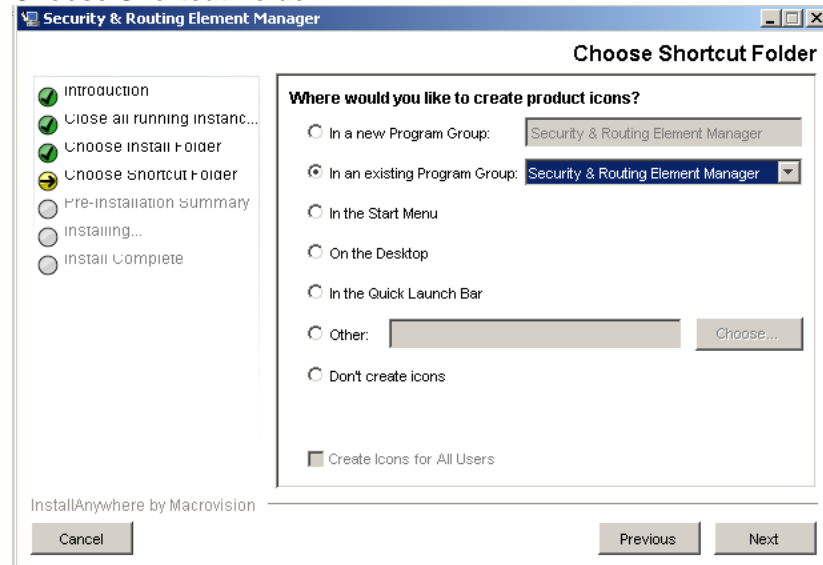 Security & Routing Element Manager
Choose Shortcut Folder
Introduction
Close all running instanc...
Choose Install Folder
Choose Shortcut Folder
Pre-Installation Summary
Installing...
Install Complete
Where would you like to create product icons?
In a new Program Group: Security & Routing Element Manager
In an existing Program Group: Security & Routing Element Manager
In the Start Menu
On the Desktop
In the Quick Launch Bar
Other: Choose...
Don't create icons
Create Icons for All Users
InstallAnywhere by Macrovision
Cancel Previous Next